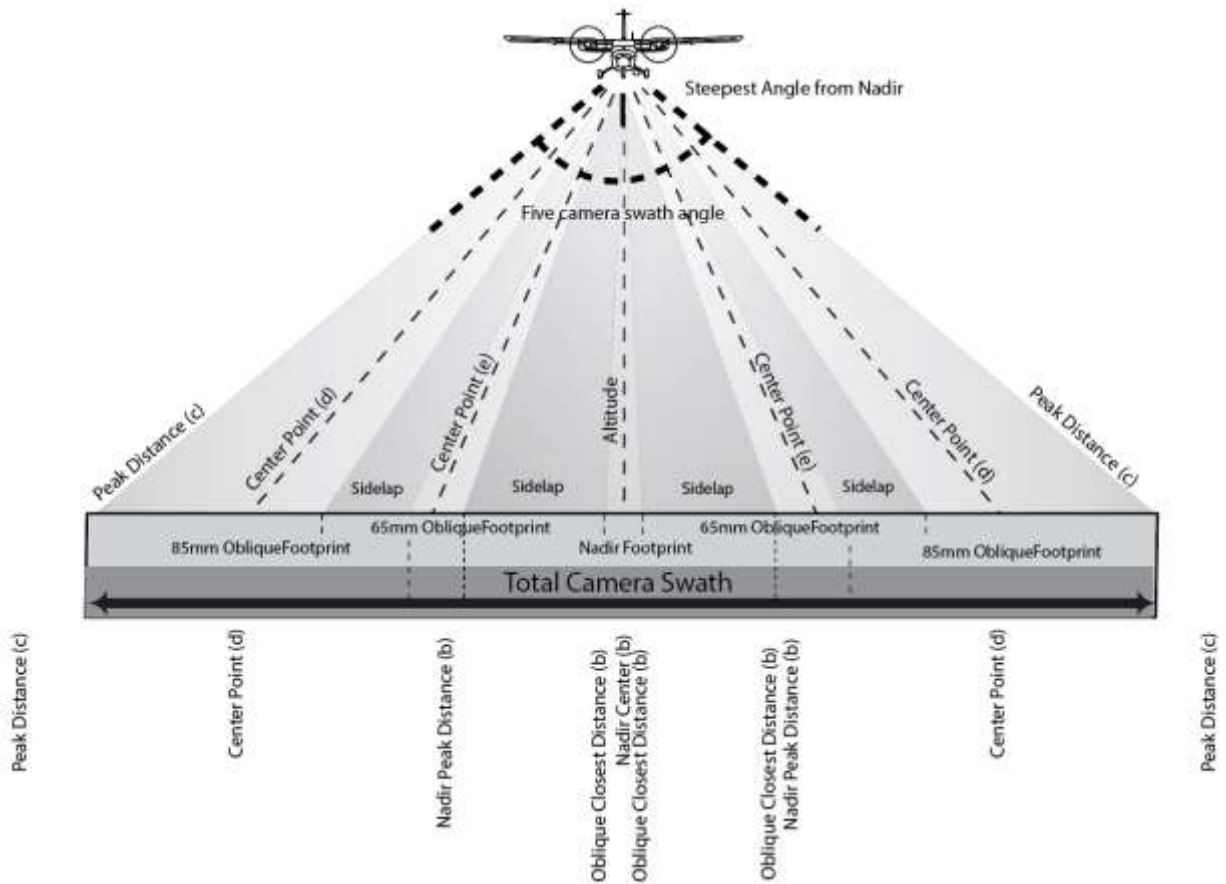 Steepest Angle from Nadir
Five camera swath angle
Peak Distance (c)
Center Point (d)
Center Point (e)
Altitude
Center Point (e)
Center Point (d)
Peak Distance (c)
Sidelap
Sidelap
Sidelap
Sidelap
65mm ObliqueFootprint
65mm ObliqueFootprint
85mm ObliqueFootprint
Nadir Footprint
85mm ObliqueFootprint
Total Camera Swath
Peak Distance (c)
Center Point (d)
Nadir Peak Distance (b)
Oblique Closest Distance (b)
Nadir Center (b)
Oblique Closest Distance (b)
Oblique Closest Distance (b)
Nadir Peak Distance (b)
Center Point (d)
Peak Distance (c)